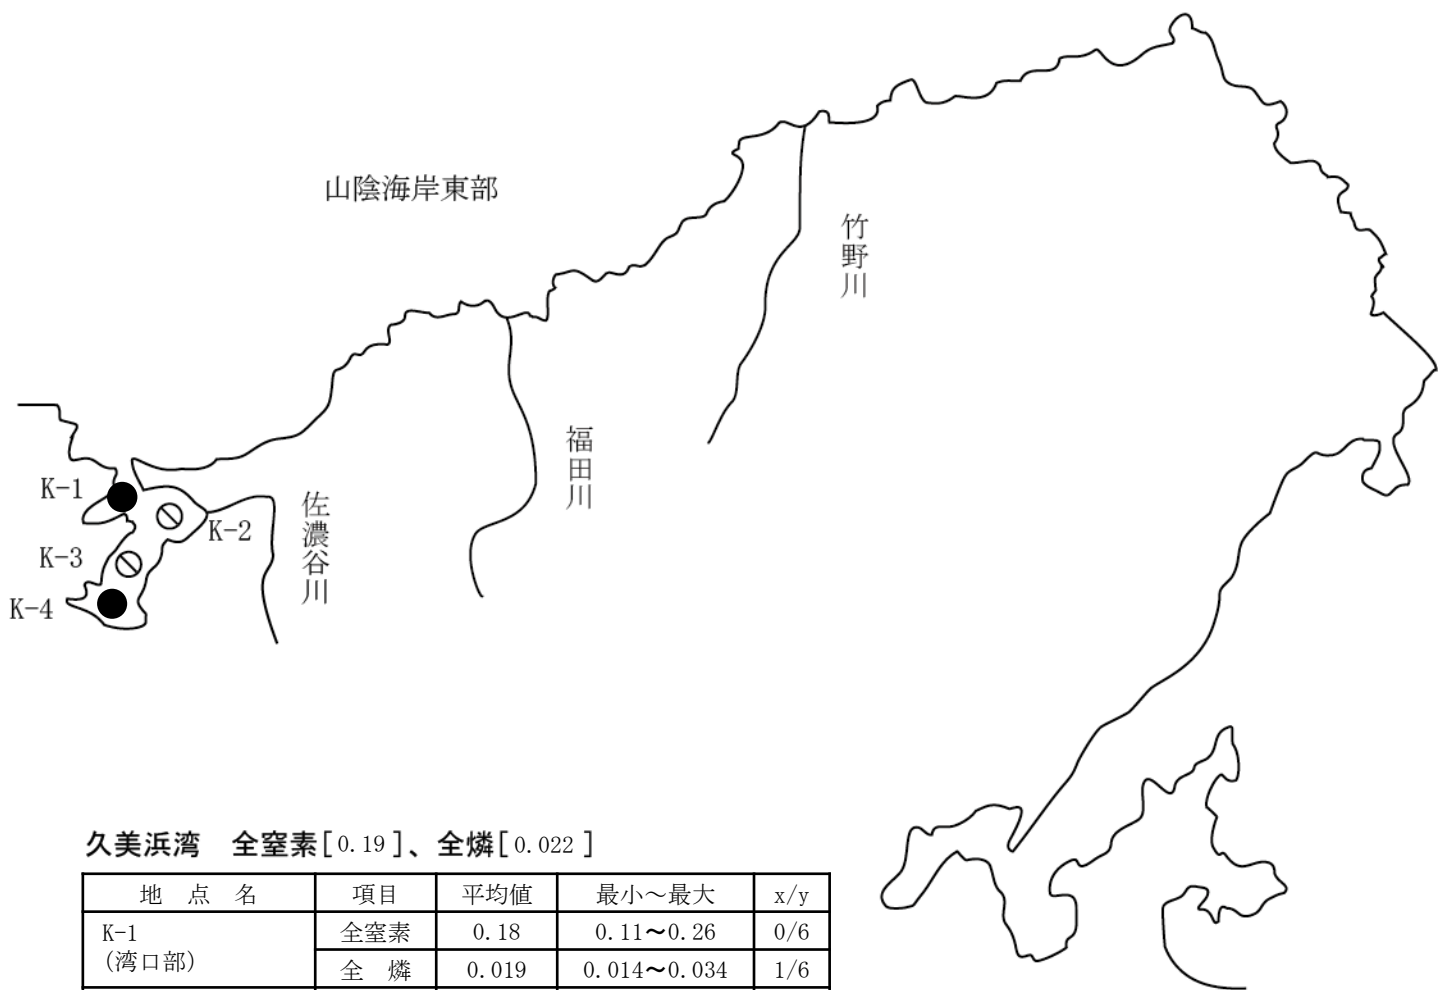 山陰海岸東部
竹野川
福田川
佐濃谷川
K-1
K-2
K-3
K-4
久美浜湾 全窒素[0.19]、全燐[0.022]
地 点 名 項目 平均値 最小～最大 x/y
K-1 全窒素 0.18 0.11～0.26 0/6
(湾口部) 全 燐 0.019 0.014～0.034 1/6